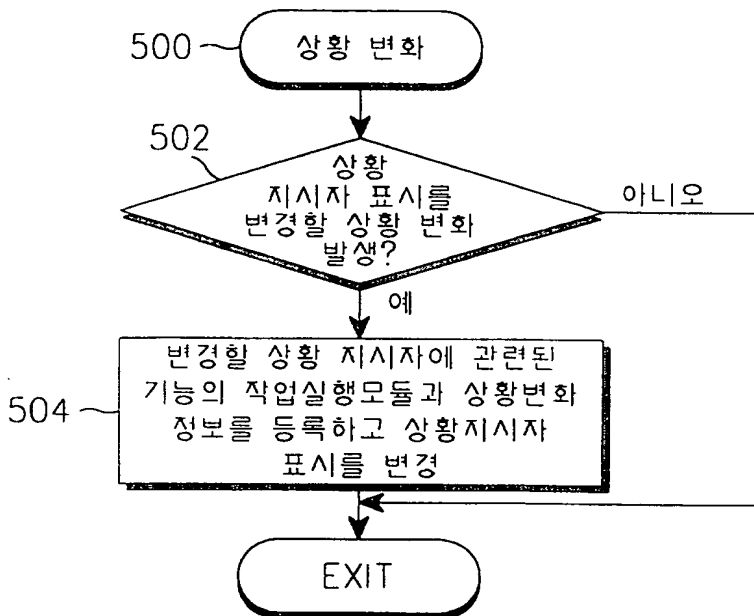 500
상황 변화
502
상황
지시자 표시를
변경할 상황 변화
발생?
아니오
예
504
변경할 상황 지시자에 관련된
기능의 작업실행모듈과 상황변화
정보를 등록하고 상황지시자
표시를 변경
EXIT